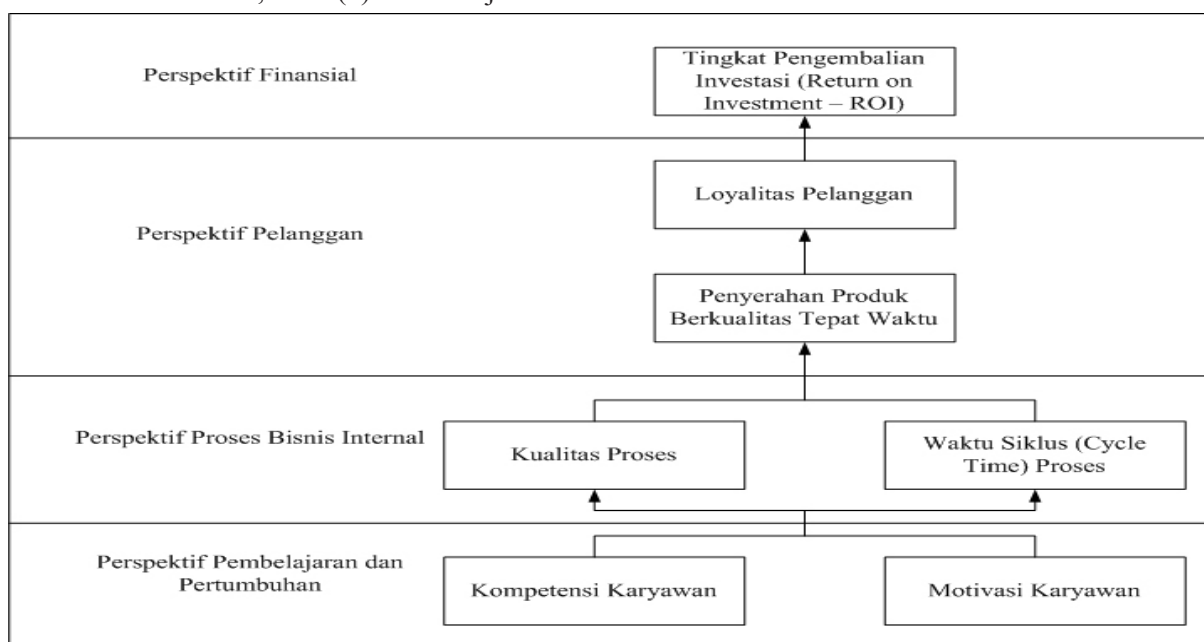 Perspektif Finansial
Tingkat Pengembalian
Investasi (Return on
Investment – ROI)
Perspektif Pelanggan
Loyalitas Pelanggan
Penyerahan Produk
Berkualitas Tepat Waktu
Perspektif Proses Bisnis Internal
Kualitas Proses
Waktu Siklus (Cycle
Time) Proses
Perspektif Pembelajaran dan
Pertumbuhan
Kompetensi Karyawan
Motivasi Karyawan